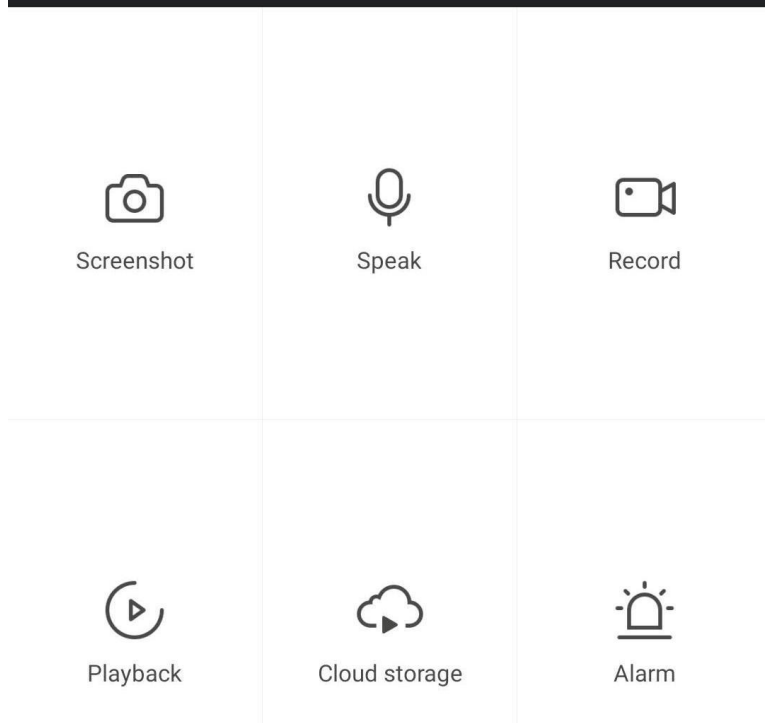 Screenshot
Speak
Record
Playback
Cloud storage
Alarm